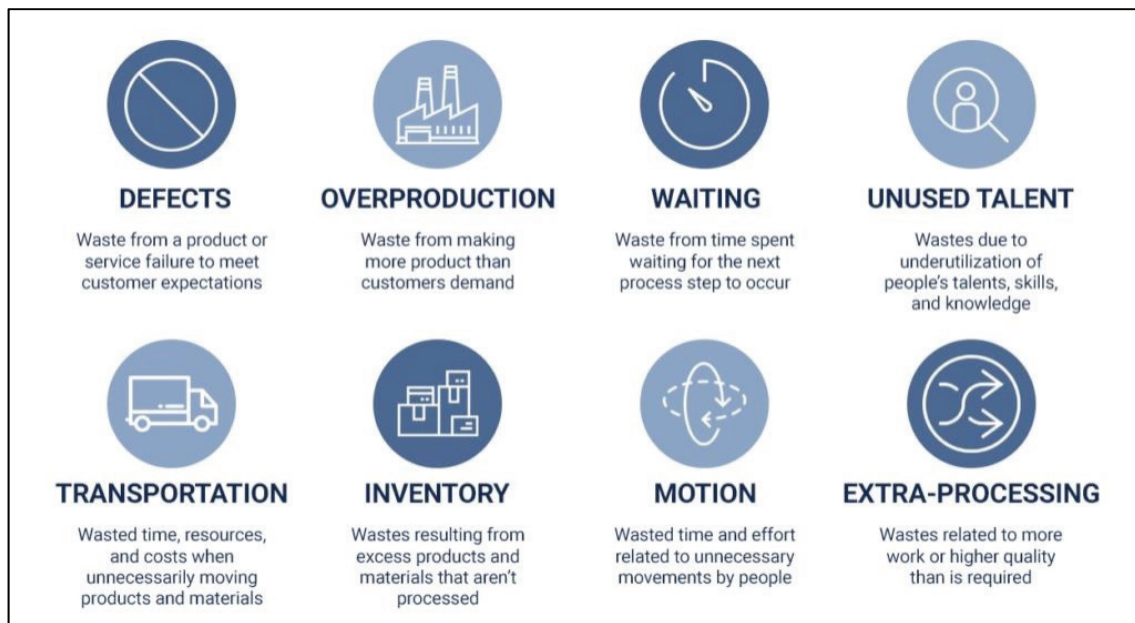 DEFECTS
Waste from a product or
service failure to meet
customer expectations
OVERPRODUCTION
Waste from making
more product than
customers demand
WAITING
Waste from time spent
waiting for the next
process step to occur
UNUSED TALENT
Wastes due to
underutilization of
people's talents, skills,
and knowledge
TRANSPORTATION
Wasted time, resources,
and costs when
unnecessarily moving
products and materials
INVENTORY
Wastes resulting from
excess products and
materials that aren't
processed
MOTION
Wasted time and effort
related to unnecessary
movements by people
EXTRA-PROCESSING
Wastes related to more
work or higher quality
than is required